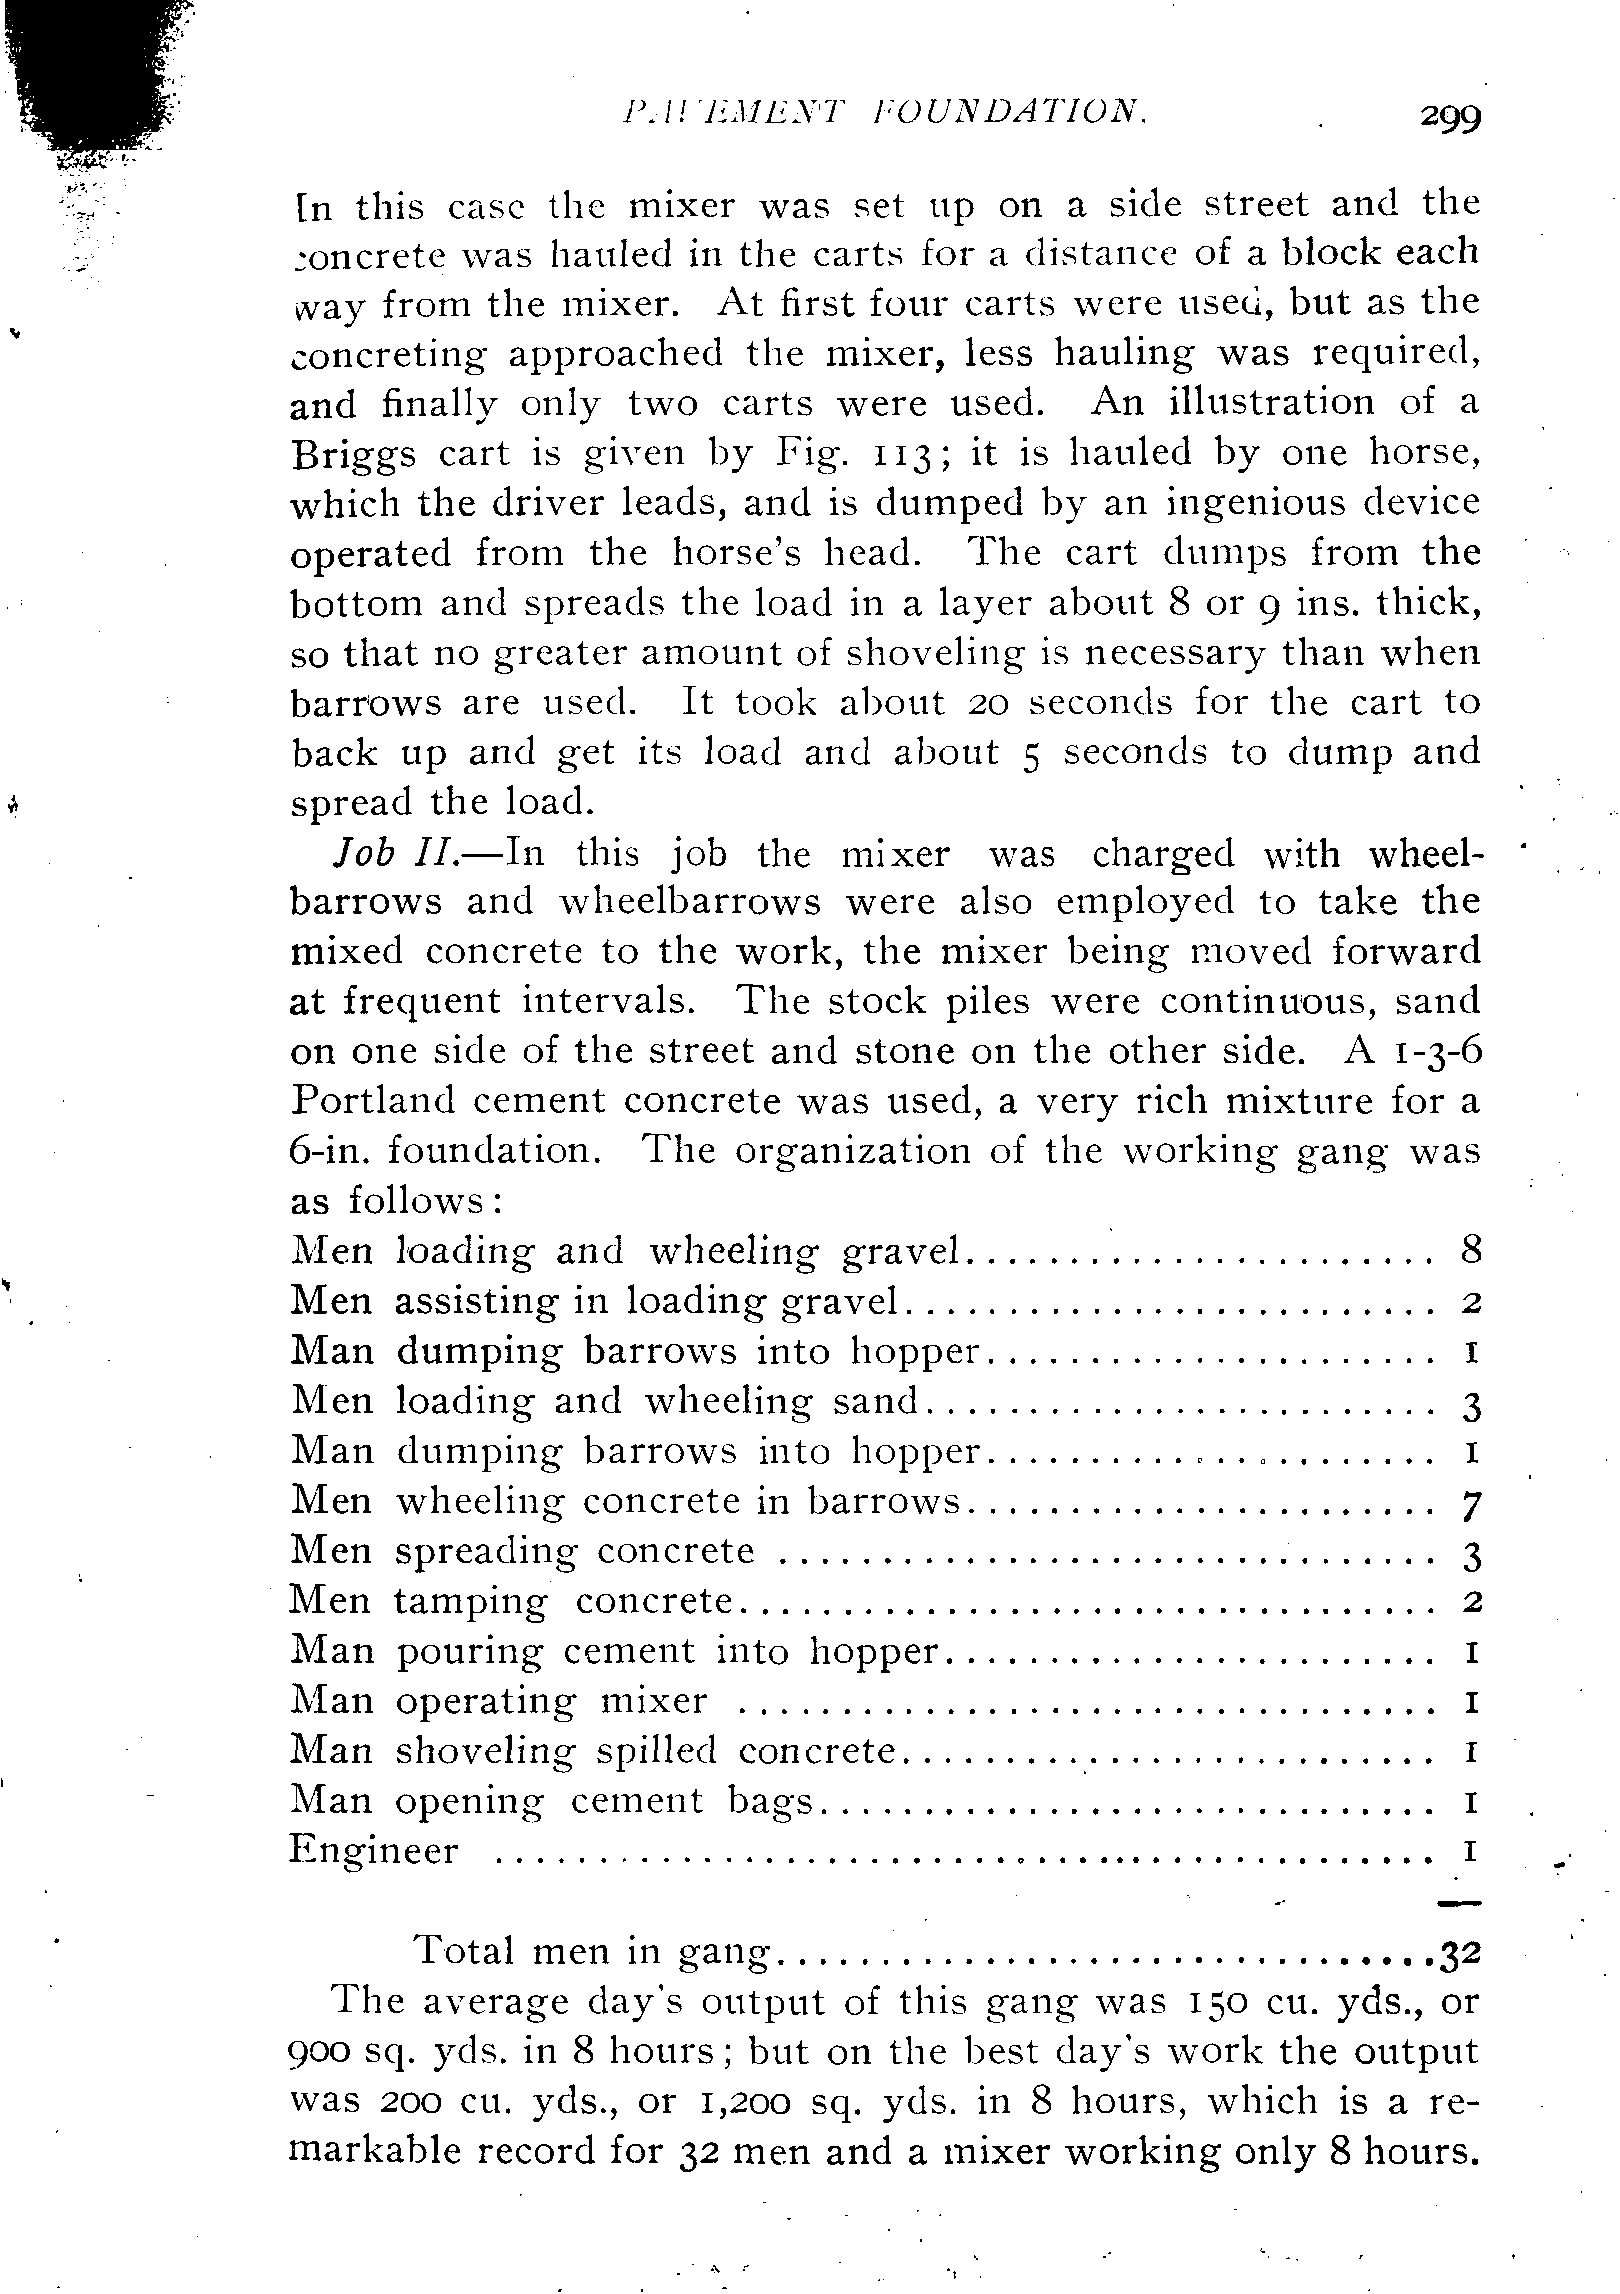 PAVEMENT FOUNDATION. 299
In this case the mixer was set up on a side street and the
concrete was hauled in the carts for a distance of a block each
way from the mixer. At first four carts were used, but as the
concreting approached the mixer, less hauling was required,
and finally only two carts were used. An illustration of a
Briggs cart is given by Fig. 113; it is hauled by one horse,
which the driver leads, and is dumped by an ingenious device
operated from the horse's head. The cart dumps from the
bottom and spreads the load in a layer about 8 or 9 ins. thick,
so that no greater amount of shoveling is necessary than when
barrows are used. It took about 20 seconds for the cart to
back up and get its load and about 5 seconds to dump and
spread the load.
Job II.—In this job the mixer was charged with wheel-
barrows and wheelbarrows were also employed to take the
mixed concrete to the work, the mixer being moved forward
at frequent intervals. The stock piles were continuous, sand
on one side of the street and stone on the other side. A 1-3-6
Portland cement concrete was used, a very rich mixture for a
6-in. foundation. The organization of the working gang was
as follows:
Men loading and wheeling gravel....................... 8
Men assisting in loading gravel.......................... 2
Man dumping barrows into hopper...................... 1
Men loading and wheeling sand......................... 3
Man dumping barrows into hopper...................... 1
Men wheeling concrete in barrows....................... 7
Men spreading concrete ................................ 3
Men tamping concrete.................................. 2
Man pouring cement into hopper........................ 1
Man operating mixer .................................. 1
Man shoveling spilled concrete.......................... 1
Man opening cement bags.............................. 1
Engineer .............................................. 1
Total men in gang................................32
The average day's output of this gang was 150 cu. yds., or
900 sq. yds. in 8 hours; but on the best day's work the output
was 200 cu. yds., or 1,200 sq. yds. in 8 hours, which is a re-
markable record for 32 men and a mixer working only 8 hours.